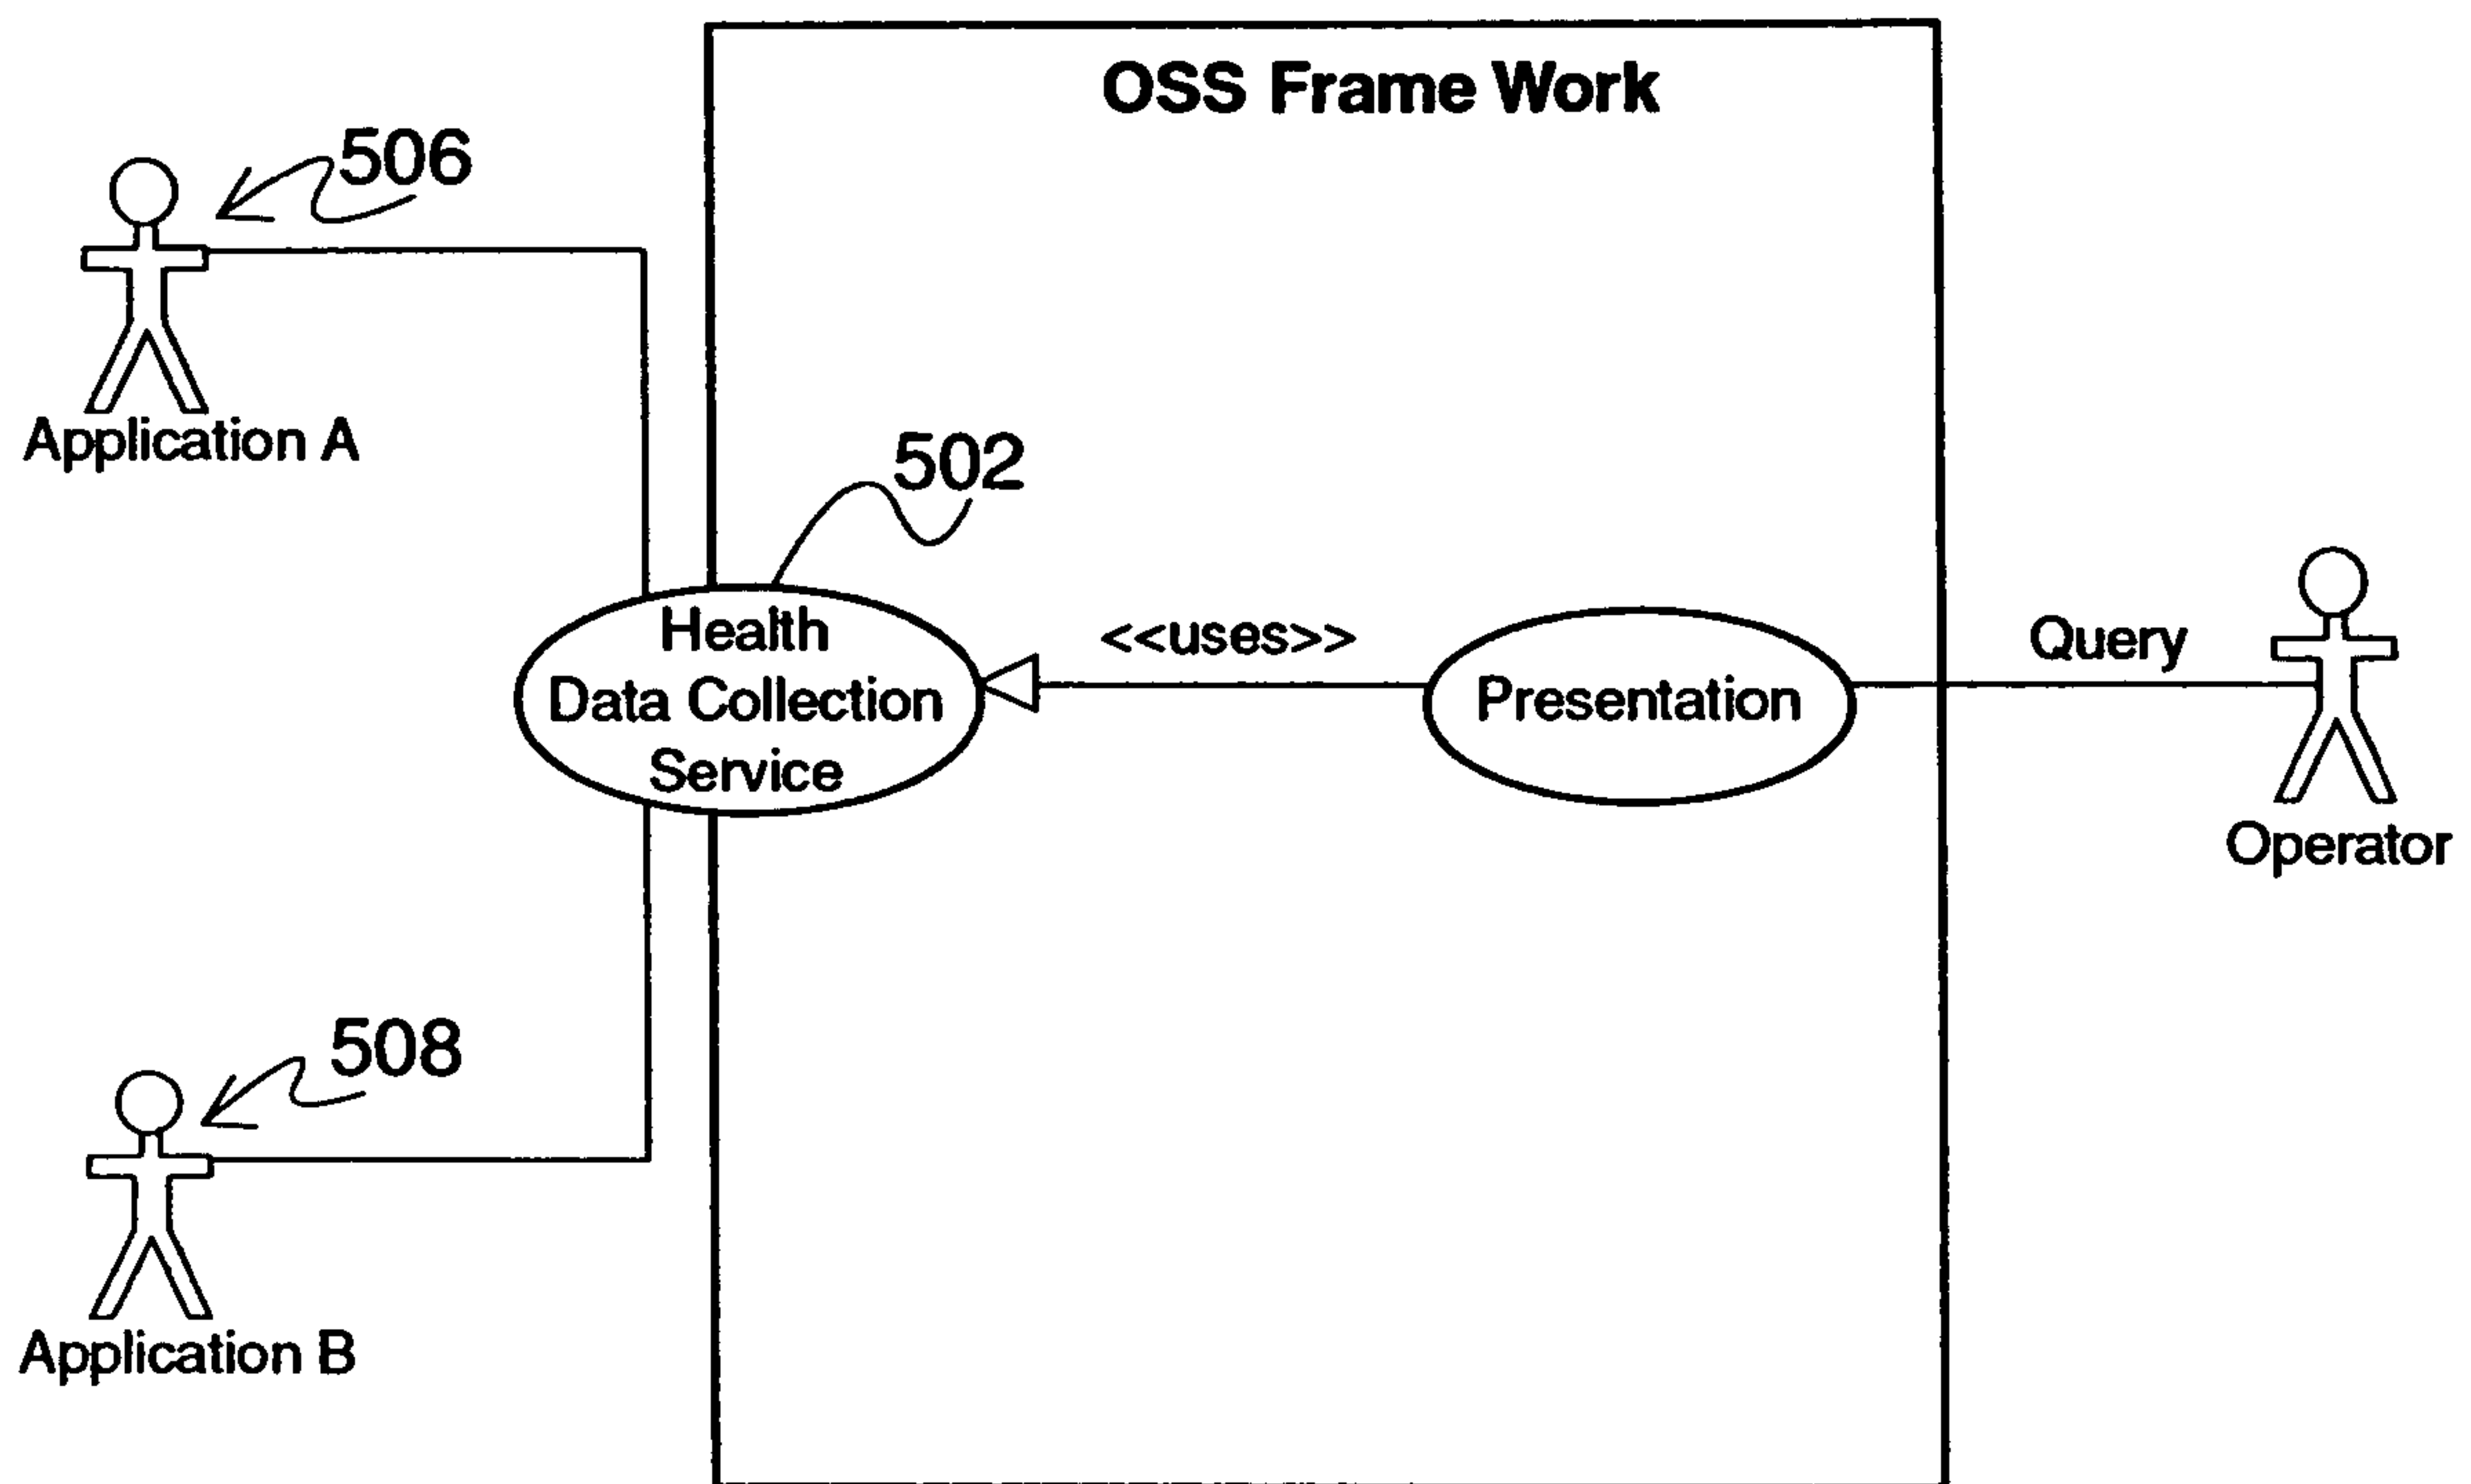 OSS Frame Work
506
Application A
502
Health
Data Collection
Service
<<uses>>
Presentation
Query
Operator
508
Application B